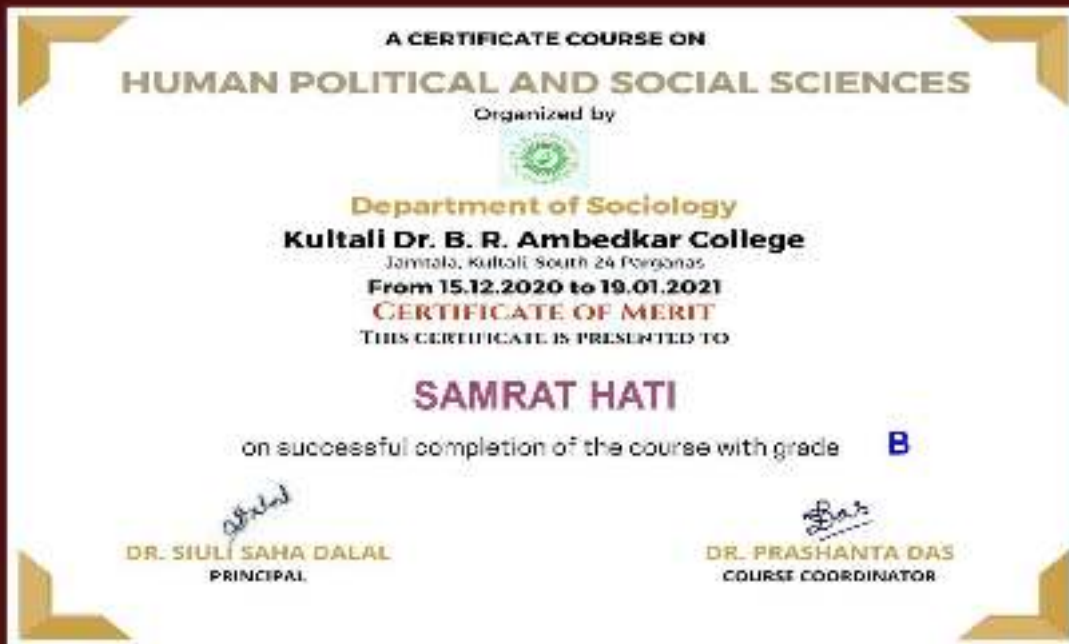 A CERTIFICATE COURSE ON
HUMAN POLITICAL AND SOCIAL SCIENCES
Organized by
Department of Sociology
Kultali Dr. B. R. Ambedkar College
Jamtala, Kultali South 24 Parganas
From 15.12.2020 to 19.01.2021
CERTIFICATE OF MERIT
THIS CERTIFICATE IS PRESENTED TO
SAMRAT HATI
on successful completion of the course with grade B
Das
DR. SIULI SAHA DALAL
PRINCIPAL
DR. PRASHANTA DAS
COURSE COORDINATOR